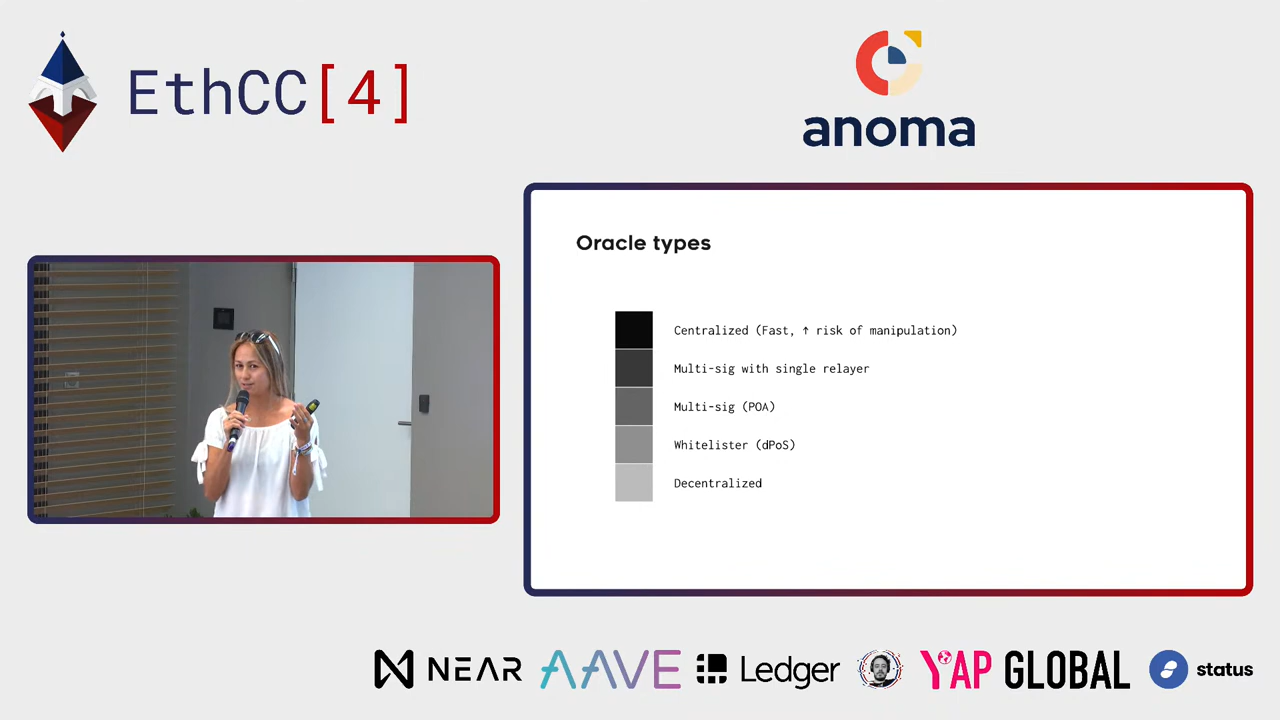 EthCC[4]
anoma
Oracle types
Centralized (Fast, ↑ risk of manipulation)
Multi-sig with single relayer
Multi-sig (POA)
Whitelister (dPoS)
Decentralized
NEAR
AAVE
Ledger
YAP GLOBAL
status